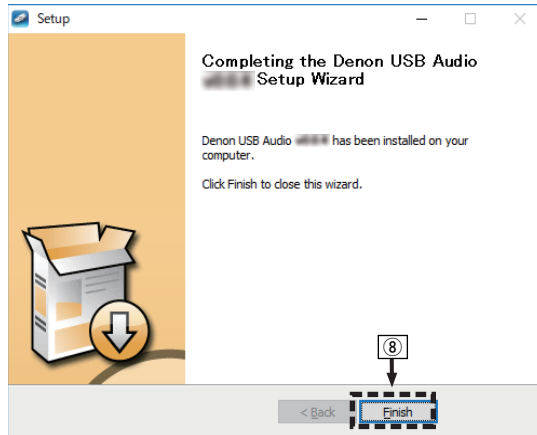 Setup
Completing the Denon USB Audio
Setup Wizard
Denon USB Audio has been installed on your
computer.
Click Finish to close this wizard.
⑧
< Back Finish